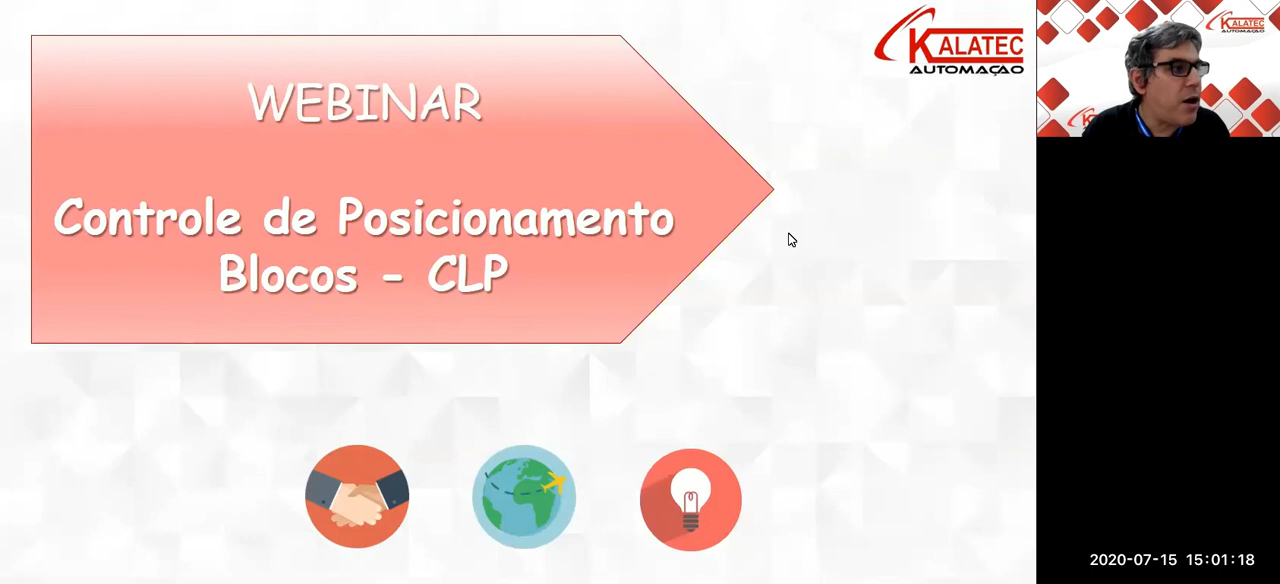 WEBINAR
Controle de Posicionamento
Blocos - CLP
KALATEC
AUTOMAÇÃO
KALATEC
AUTOMAÇÃO
2020-07-15 15:01:18